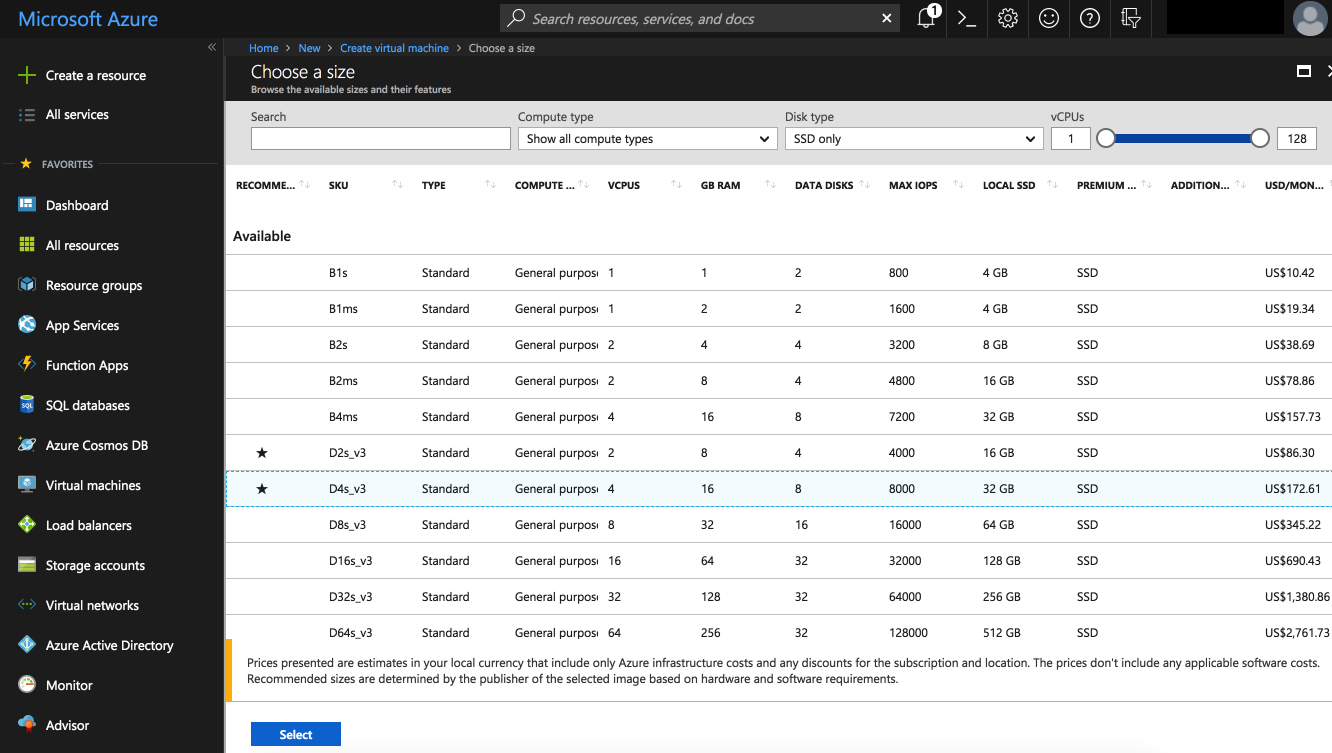 Microsoft Azure
Search resources, services, and docs
1
Home > New > Create virtual machine > Choose a size
Choose a size
Browse the available sizes and their features
Create a resource
All services
FAVORITES
Dashboard
All resources
Resource groups
App Services
Function Apps
SQL databases
Azure Cosmos DB
Virtual machines
Load balancers
Storage accounts
Virtual networks
Azure Active Directory
Monitor
Advisor
Search Compute type Disk type vCPUs
Show all compute types SSD only 1 128
RECOMME... SKU TYPE COMPUTE ... VCPUS GB RAM DATA DISKS MAX IOPS LOCAL SSD PREMIUM ... ADDITION... USD/MON...
Available
B1s Standard General purpos 1 1 2 800 4 GB SSD US$10.42
B1ms Standard General purpos 1 2 2 1600 4 GB SSD US$19.34
B2s Standard General purpos 2 4 4 3200 8 GB SSD US$38.69
B2ms Standard General purpos 2 8 4 4800 16 GB SSD US$78.86
B4ms Standard General purpos 4 16 8 7200 32 GB SSD US$157.73
★ D2s_v3 Standard General purpos 2 8 4 4000 16 GB SSD US$86.30
★ D4s_v3 Standard General purpos 4 16 8 8000 32 GB SSD US$172.61
D8s_v3 Standard General purpos 8 32 16 16000 64 GB SSD US$345.22
D16s_v3 Standard General purpos 16 64 32 32000 128 GB SSD US$690.43
D32s_v3 Standard General purpos 32 128 32 64000 256 GB SSD US$1,380.86
D64s_v3 Standard General purpos 64 256 32 128000 512 GB SSD US$2,761.73
Prices presented are estimates in your local currency that include only Azure infrastructure costs and any discounts for the subscription and location. The prices don't include any applicable software costs.
Recommended sizes are determined by the publisher of the selected image based on hardware and software requirements.
Select